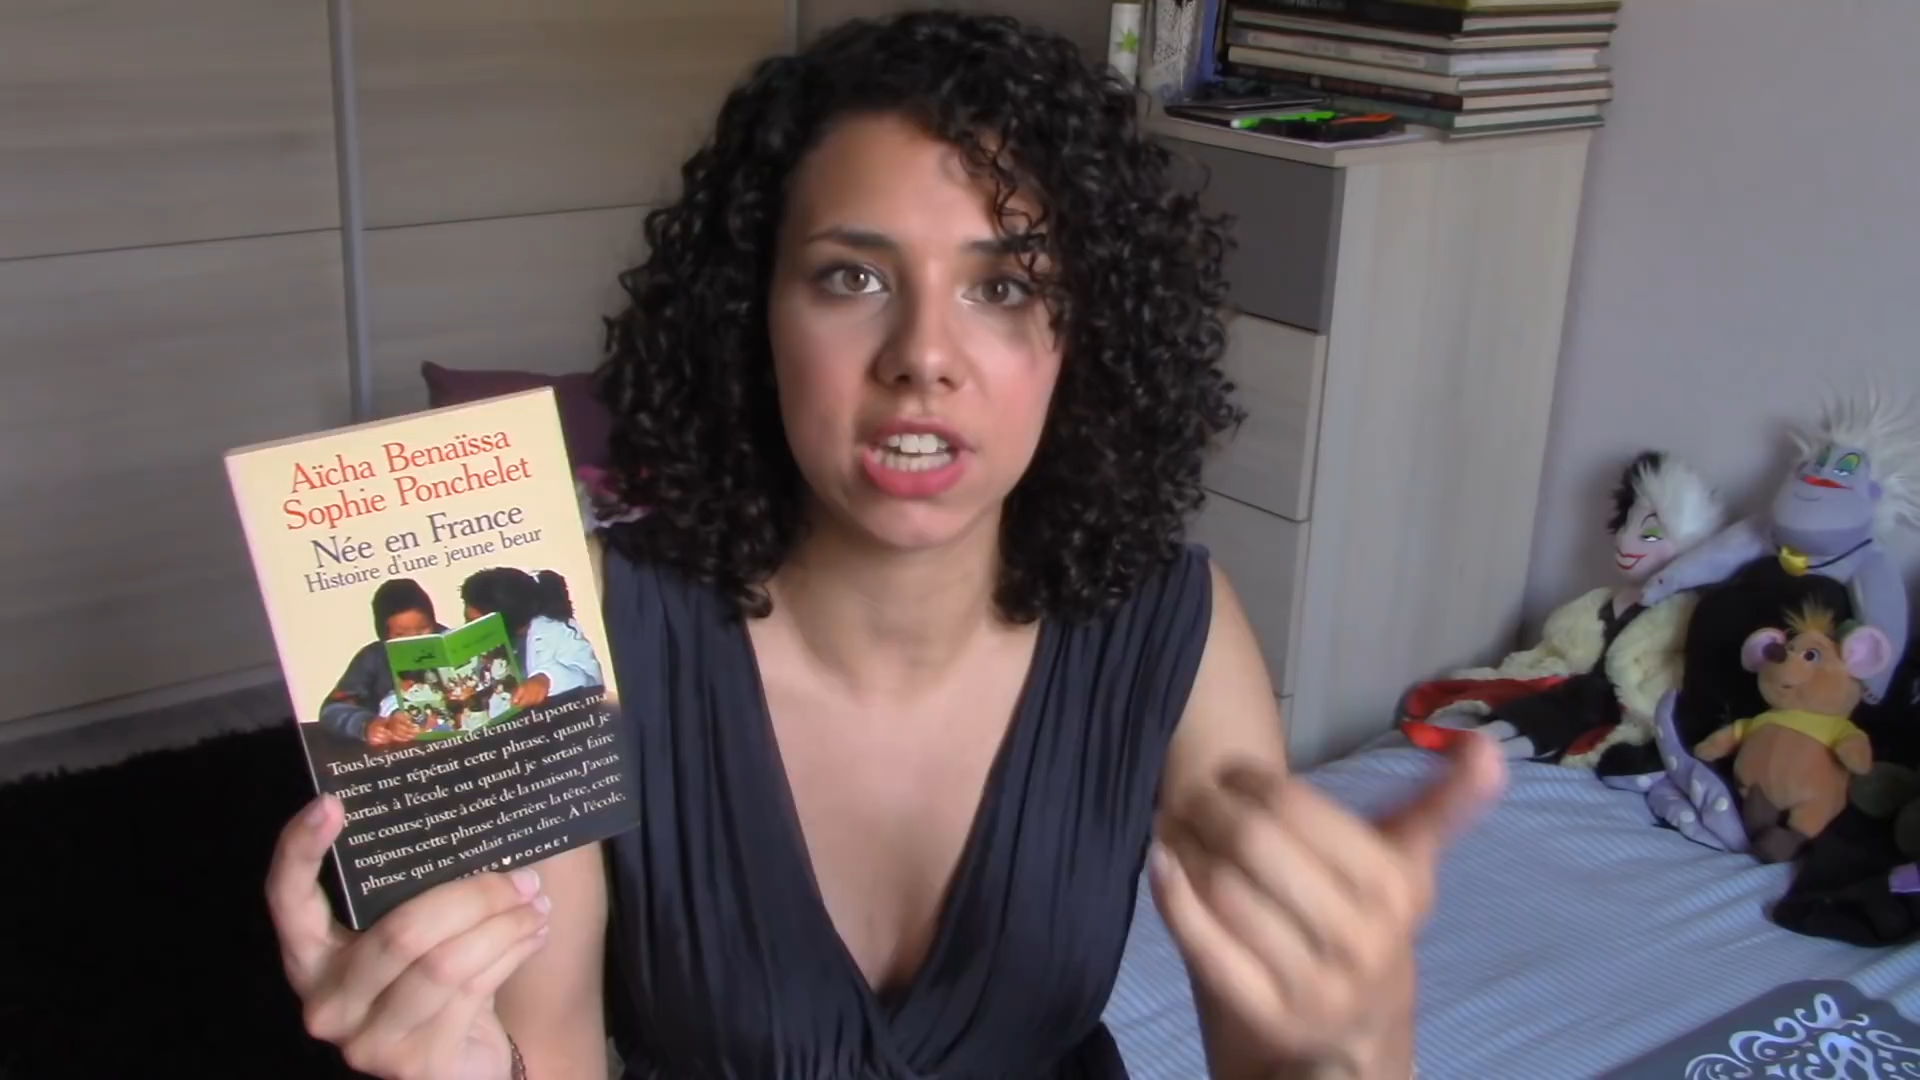 Aïcha Benaïssa
Sophie Ponchelet
Née en France
Histoire d'une jeune beur
Tous les jours, avant de fermer la porte, ma
mère me répétait cette phrase, quand je
partais à l'école ou quand je sortais faire
une course juste à côté de la maison. J'avais
toujours cette phrase derrière la tête, cette
phrase qui ne voulait rien dire. À l'école,
POCKET